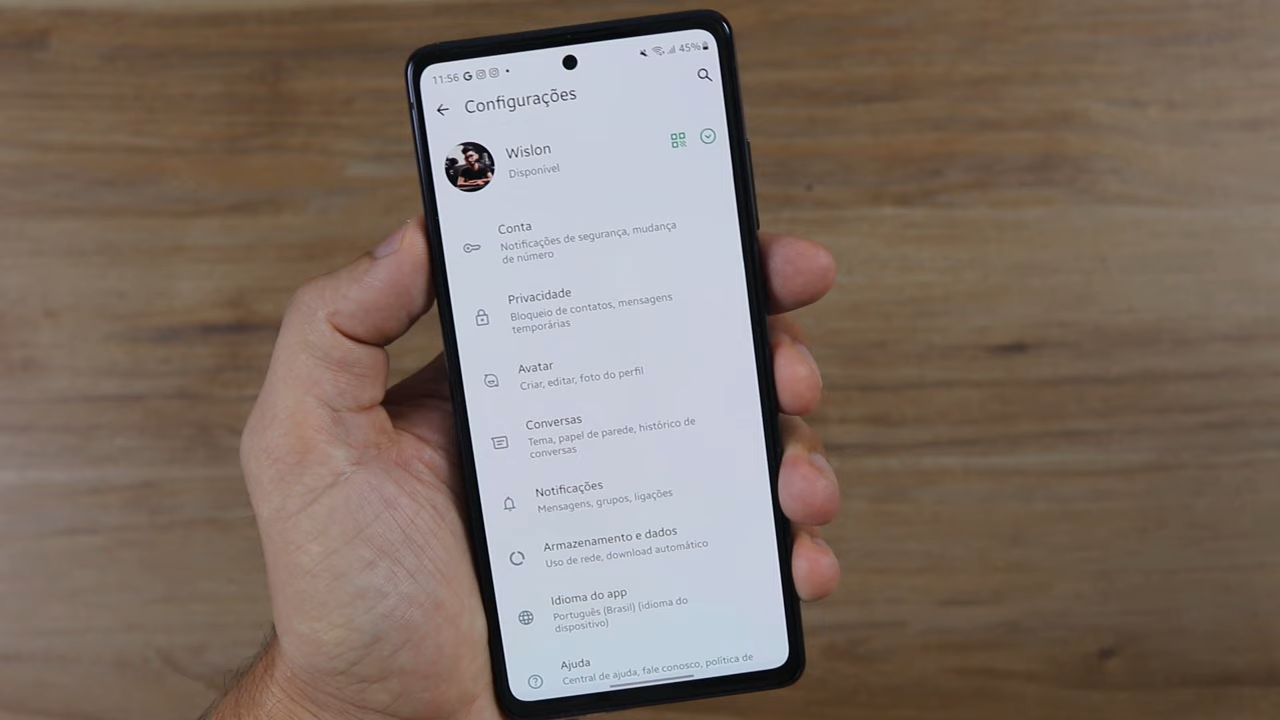 11:56 G 45%
Configurações
Wislon
Disponível
Conta
Notificações de segurança, mudança
de número
Privacidade
Bloqueio de contatos, mensagens
temporárias
Avatar
Criar, editar, foto do perfil
Conversas
Tema, papel de parede, histórico de
conversas
Notificações
Mensagens, grupos, ligações
Armazenamento e dados
Uso de rede, download automático
Idioma do app
Português (Brasil) (idioma do
dispositivo)
Ajuda
Central de ajuda, fale conosco, política de